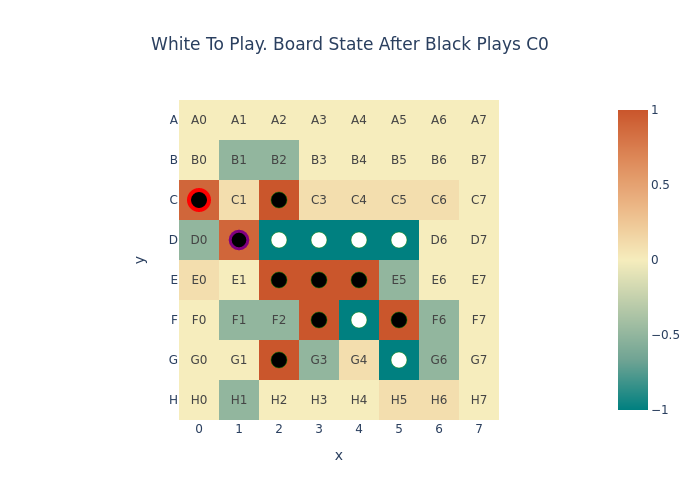 White To Play. Board State After Black Plays C0
A A0 A1 A2 A3 A4 A5 A6 A7
B B0 B1 B2 B3 B4 B5 B6 B7
C C1 C3 C4 C5 C6 C7
D D0 D6 D7
E E0 E1 E5 E6 E7
F F0 F1 F2 F6 F7
G G0 G1 G3 G4 G6 G7
H H0 H1 H2 H3 H4 H5 H6 H7
0 1 2 3 4 5 6 7
x
y
1
0.5
0
−0.5
−1